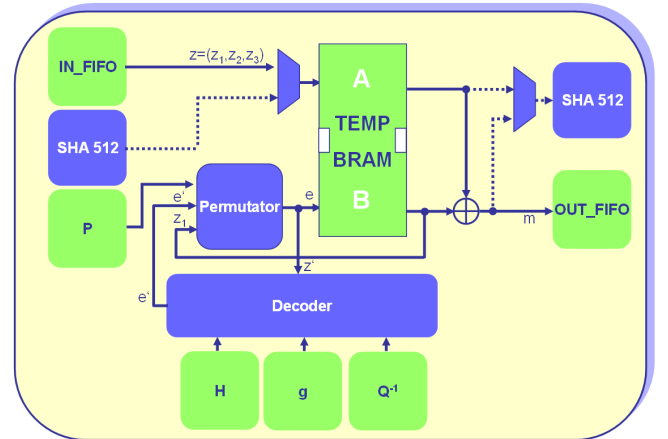 IN_FIFO
z=(z₁,z₂,z₃)
A
SHA 512
TEMP
SHA 512
BRAM
P
e‘
z₁
Permutator
e
B
m
OUT_FIFO
z‘
e‘
Decoder
H
g
Q⁻¹